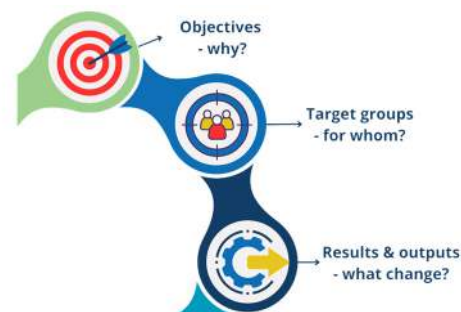 Objectives
- why?
Target groups
- for whom?
Results & outputs
- what change?